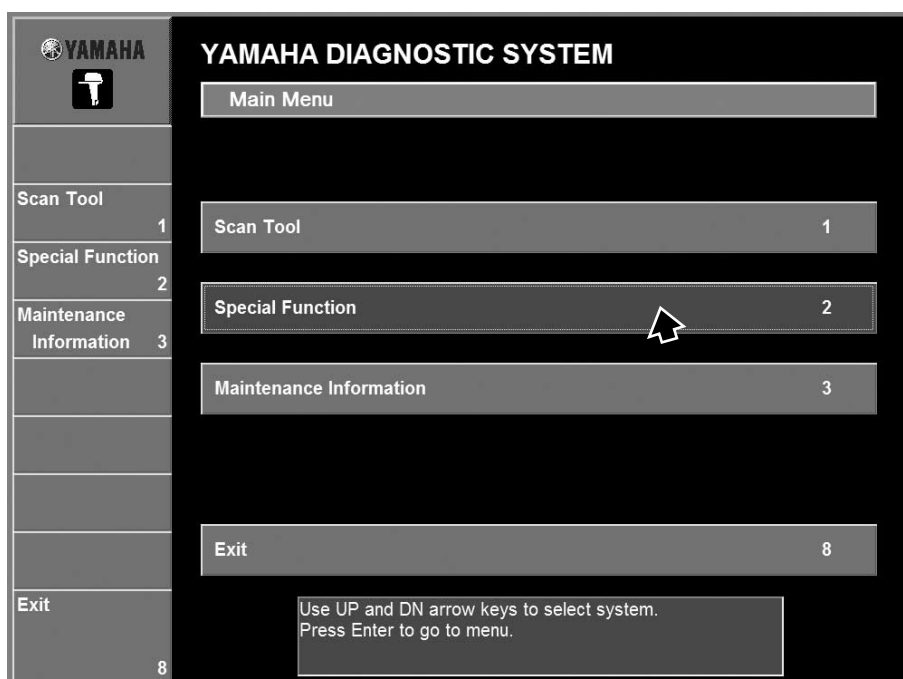 YAMAHA
YAMAHA DIAGNOSTIC SYSTEM
Main Menu
Scan Tool
1
Special Function
2
Maintenance
Information 3
Exit
8
Scan Tool 1
Special Function 2
Maintenance Information 3
Exit 8
Use UP and DN arrow keys to select system.
Press Enter to go to menu.